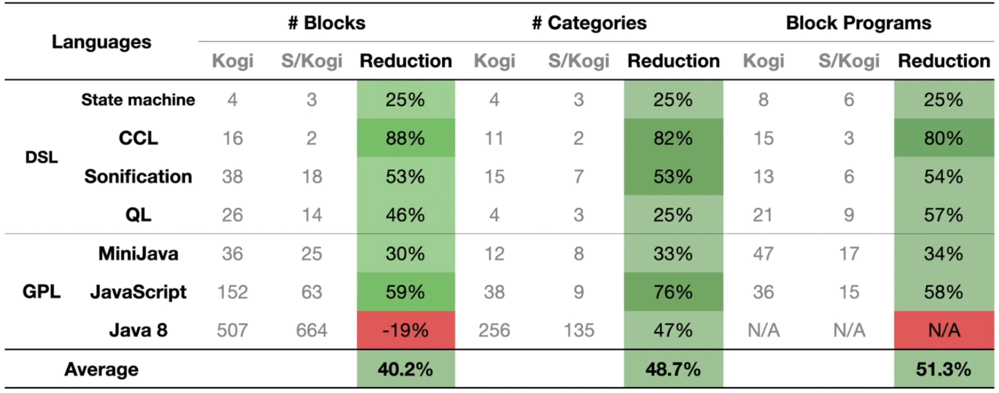 Languages # Blocks # Categories Block Programs
Kogi S/Kogi Reduction Kogi S/Kogi Reduction Kogi S/Kogi Reduction
DSL
State machine 4 3 25% 4 3 25% 8 6 25%
CCL 16 2 88% 11 2 82% 15 3 80%
Sonification 38 18 53% 15 7 53% 13 6 54%
QL 26 14 46% 4 3 25% 21 9 57%
GPL
MiniJava 36 25 30% 12 8 33% 47 17 34%
JavaScript 152 63 59% 38 9 76% 36 15 58%
Java 8 507 664 -19% 256 135 47% N/A N/A N/A
Average 40.2% 48.7% 51.3%